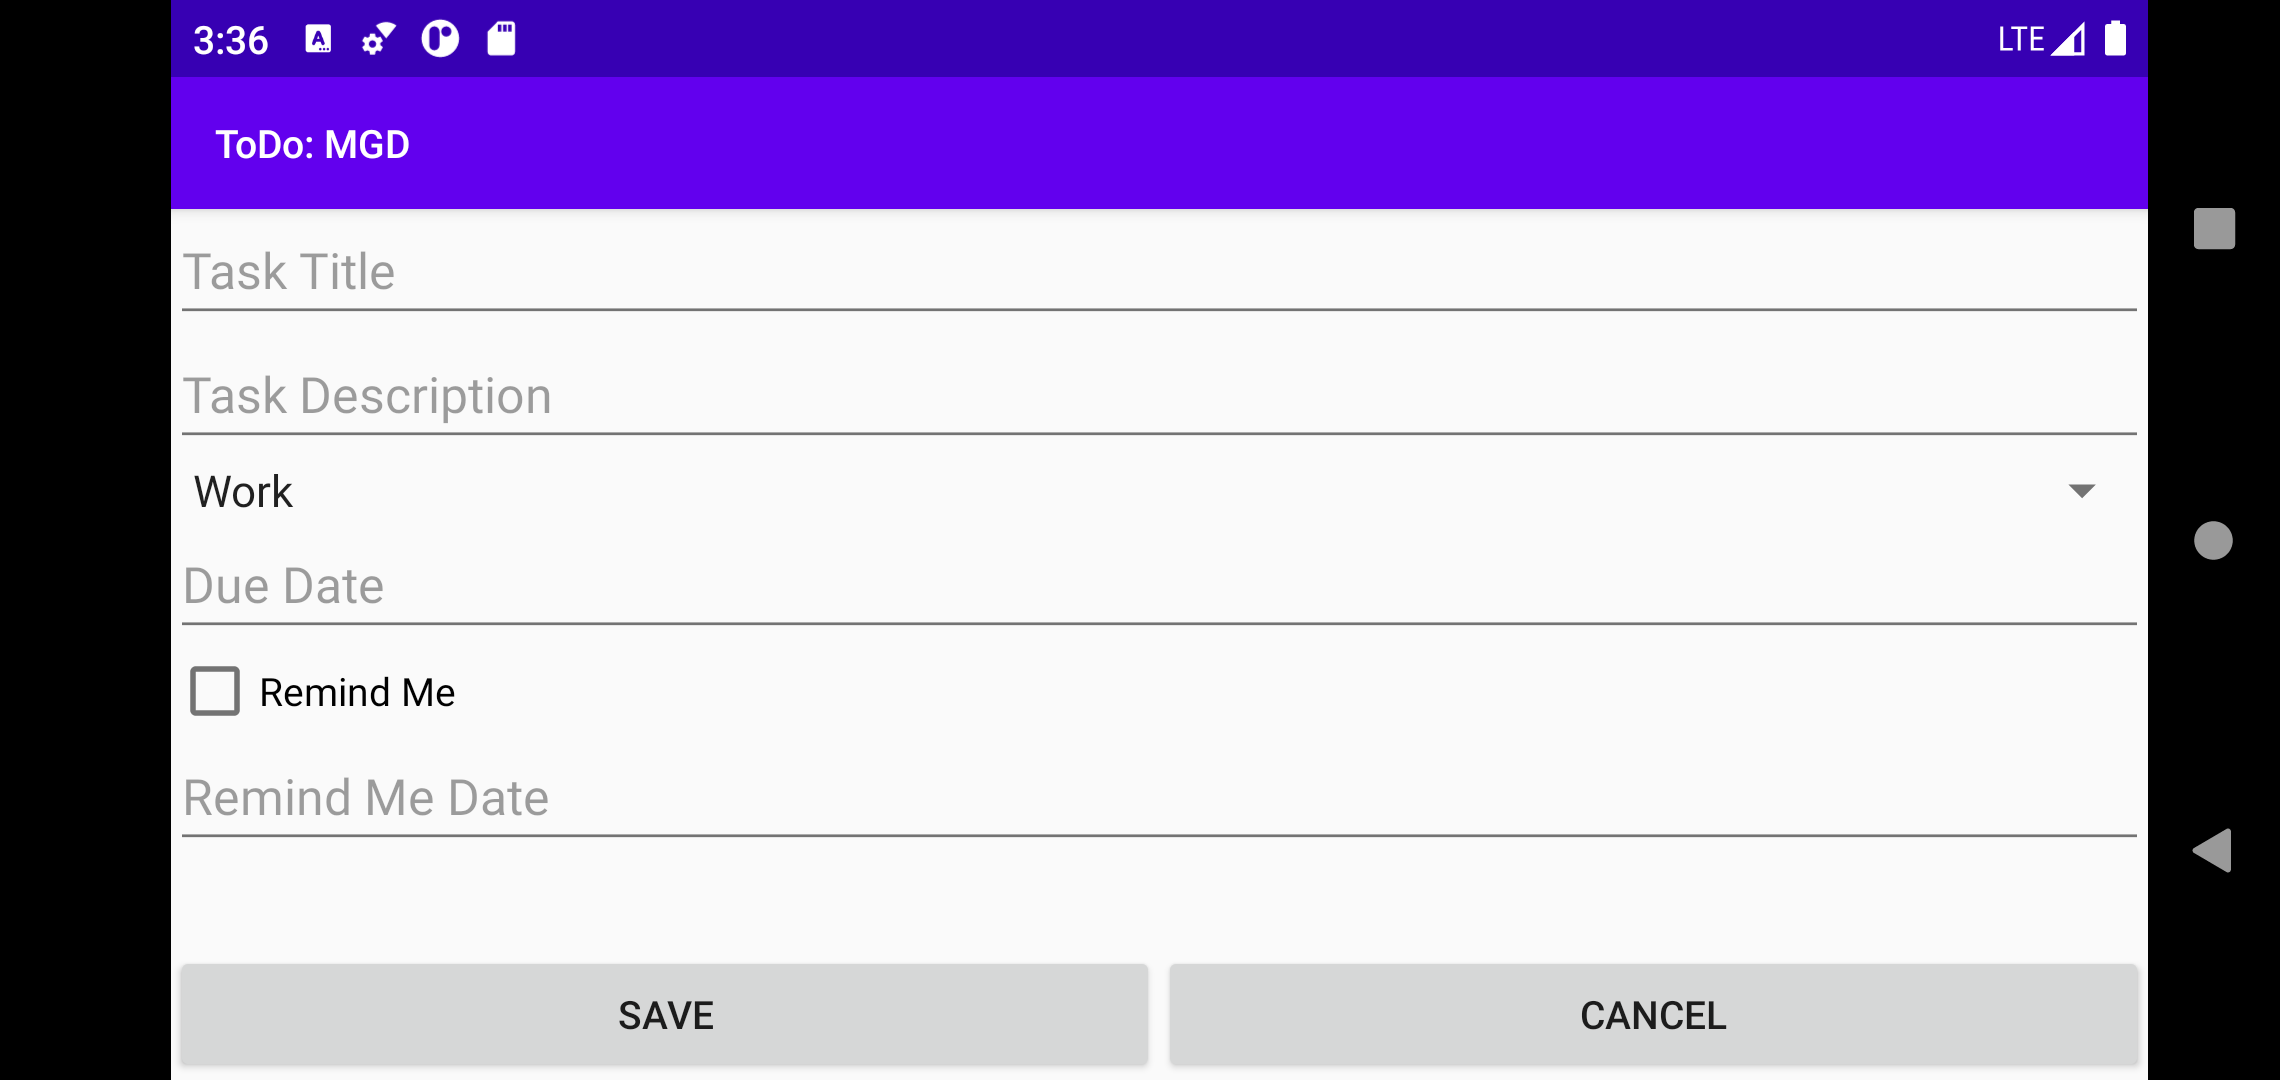 3:36
LTE
ToDo: MGD
Task Title
Task Description
Work
Due Date
Remind Me
Remind Me Date
SAVE
CANCEL